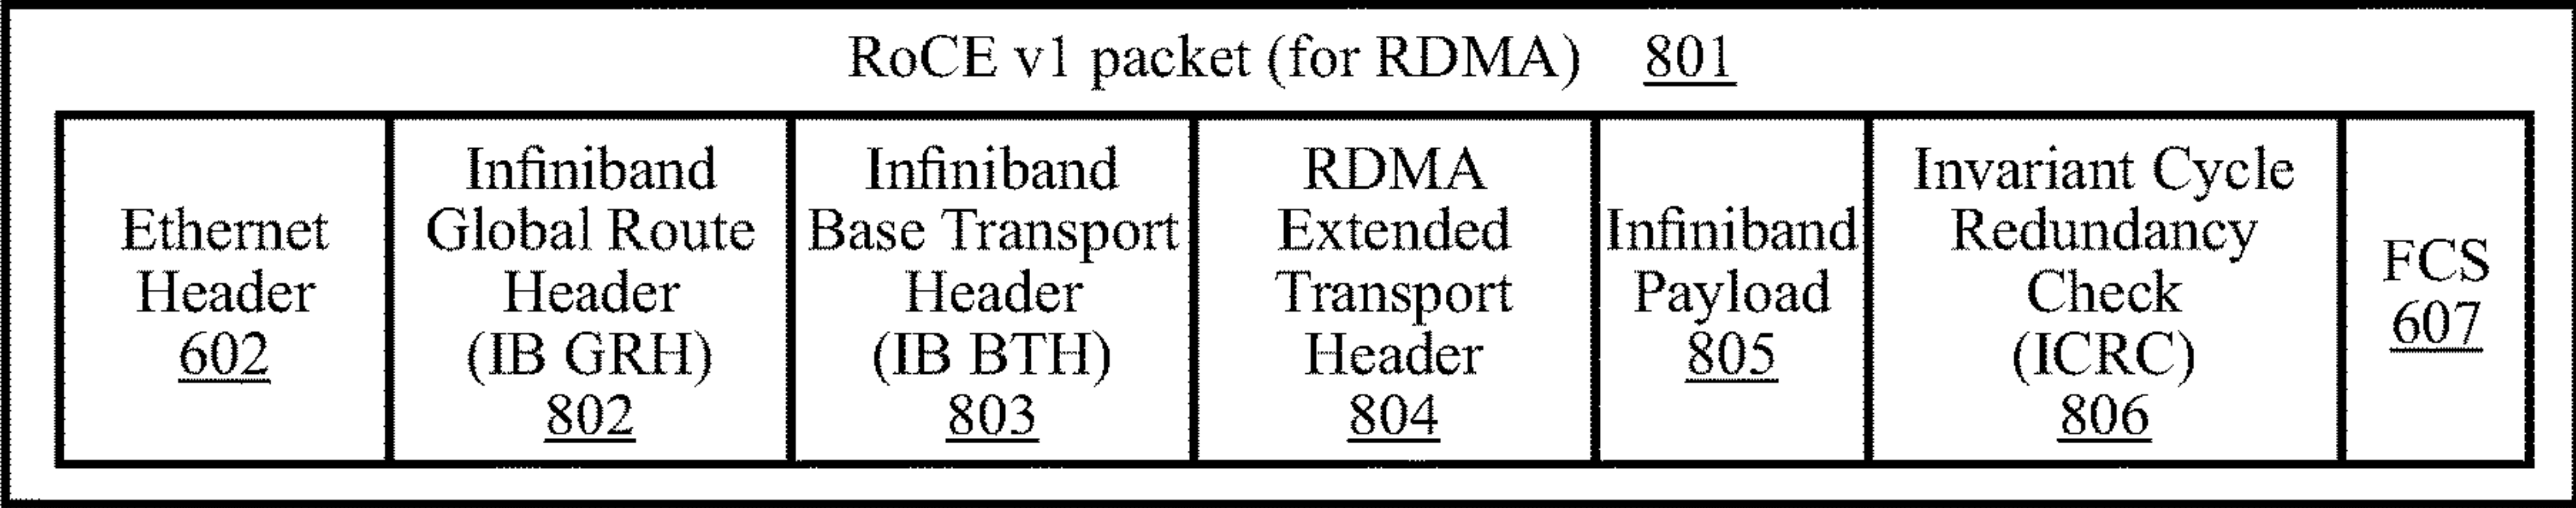 RoCE v1 packet (for RDMA) 801
Ethernet
Header
602
Infiniband
Global Route
Header
(IB GRH)
802
Infiniband
Base Transport
Header
(IB BTH)
803
RDMA
Extended
Transport
Header
804
Infiniband
Payload
805
Invariant Cycle
Redundancy
Check
(ICRC)
806
FCS
607